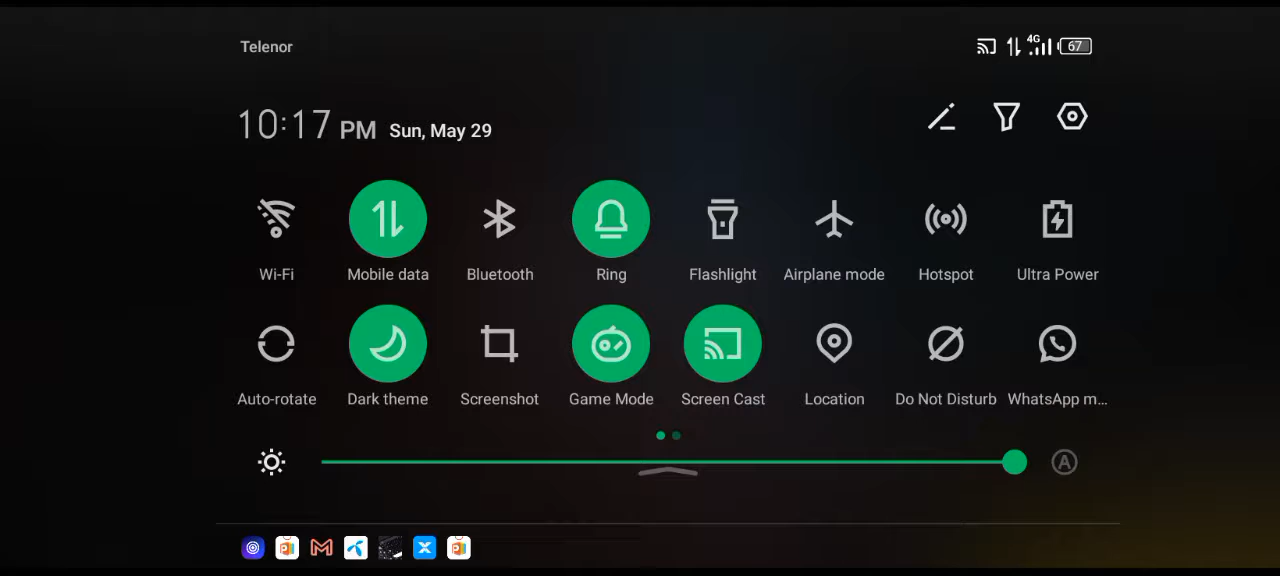 Telenor
4G 67
10:17 PM Sun, May 29
Wi-Fi Mobile data Bluetooth Ring Flashlight Airplane mode Hotspot Ultra Power
Auto-rotate Dark theme Screenshot Game Mode Screen Cast Location Do Not Disturb WhatsApp m...
A